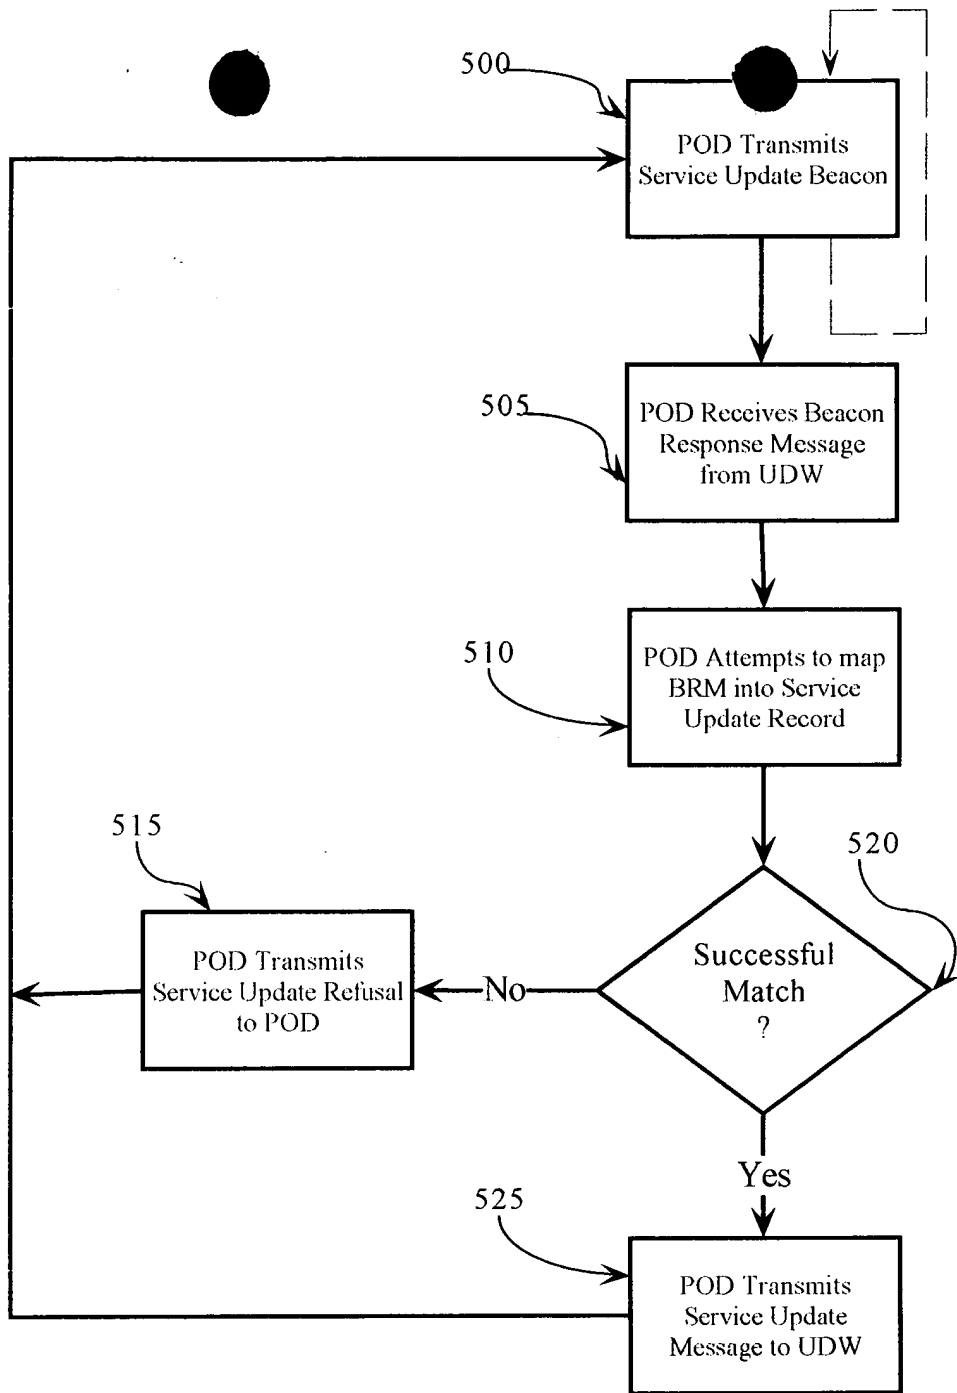 500
POD Transmits
Service Update Beacon
505
POD Receives Beacon
Response Message
from UDW
510
POD Attempts to map
BRM into Service
Update Record
515
520
POD Transmits
Service Update Refusal
to POD
No
Successful
Match
?
Yes
525
POD Transmits
Service Update
Message to UDW